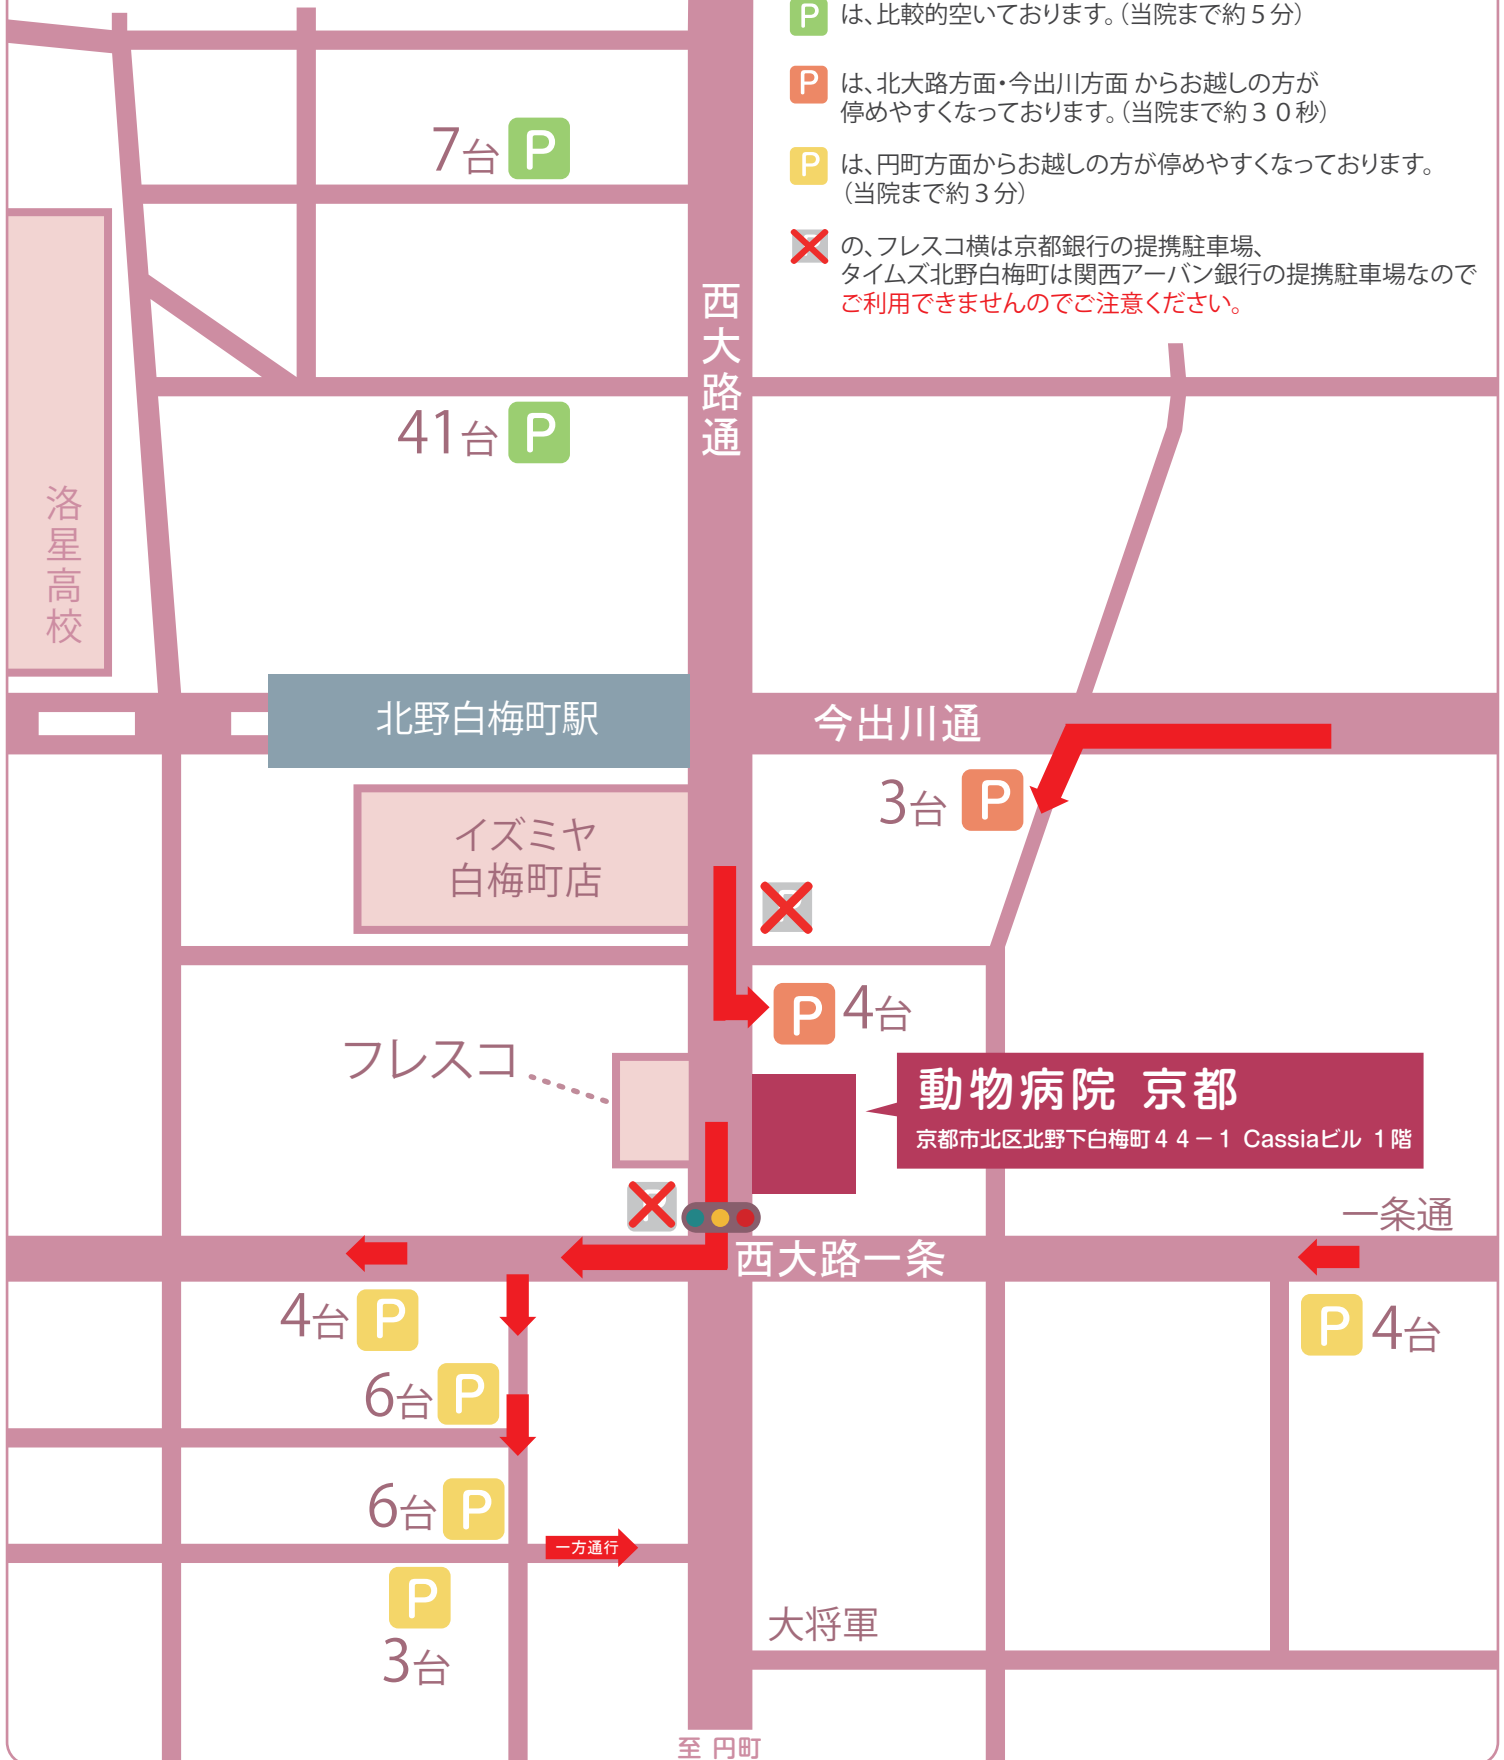 P は、比較的空いております。（当院まで約５分）
P は、北大路方面・今出川方面 からお越しの方が
停めやすくなっております。（当院まで約３０秒）
P は、円町方面からお越しの方が停めやすくなっております。
（当院まで約３分）
の、フレスコ横は京都銀行の提携駐車場、
タイムズ北野白梅町は関西アーバン銀行の提携駐車場なので
ご利用できませんのでご注意ください。
7台 P
西大路通
41台 P
洛星高校
北野白梅町駅
今出川通
3台 P
イズミヤ
白梅町店
P 4台
フレスコ
動物病院 京都
京都市北区北野下白梅町４４－１ Cassiaビル １階
一条通
西大路一条
4台 P
P 4台
6台 P
6台 P
一方通行
P
3台
大将軍
至 円町